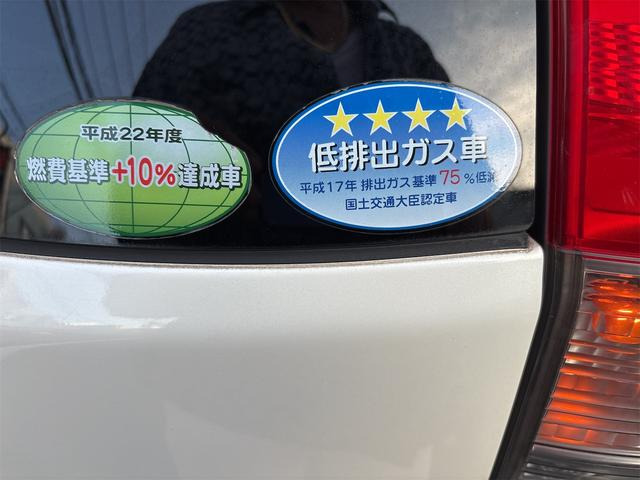 平成22年度
燃費基準+10%達成車
★★★★
低排出ガス車
平成17年 排出ガス基準75%低減
国土交通大臣認定車